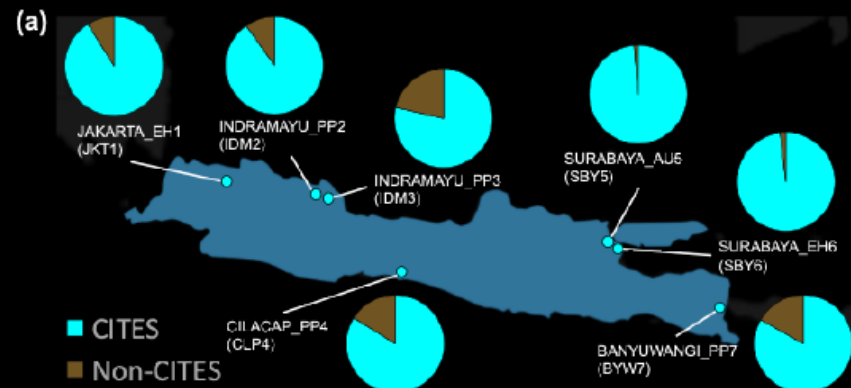 (a)
JAKARTA_EH1
(JKT1)
INDRAMAYU_PP2
(IDM2)
INDRAMAYU_PP3
(IDM3)
SURABAYA_AU5
(SBY5)
SURABAYA_EH6
(SBY6)
CILACAP_PP4
(CLP4)
BANYUWANGI_PP7
(BYW7)
CITES
Non-CITES